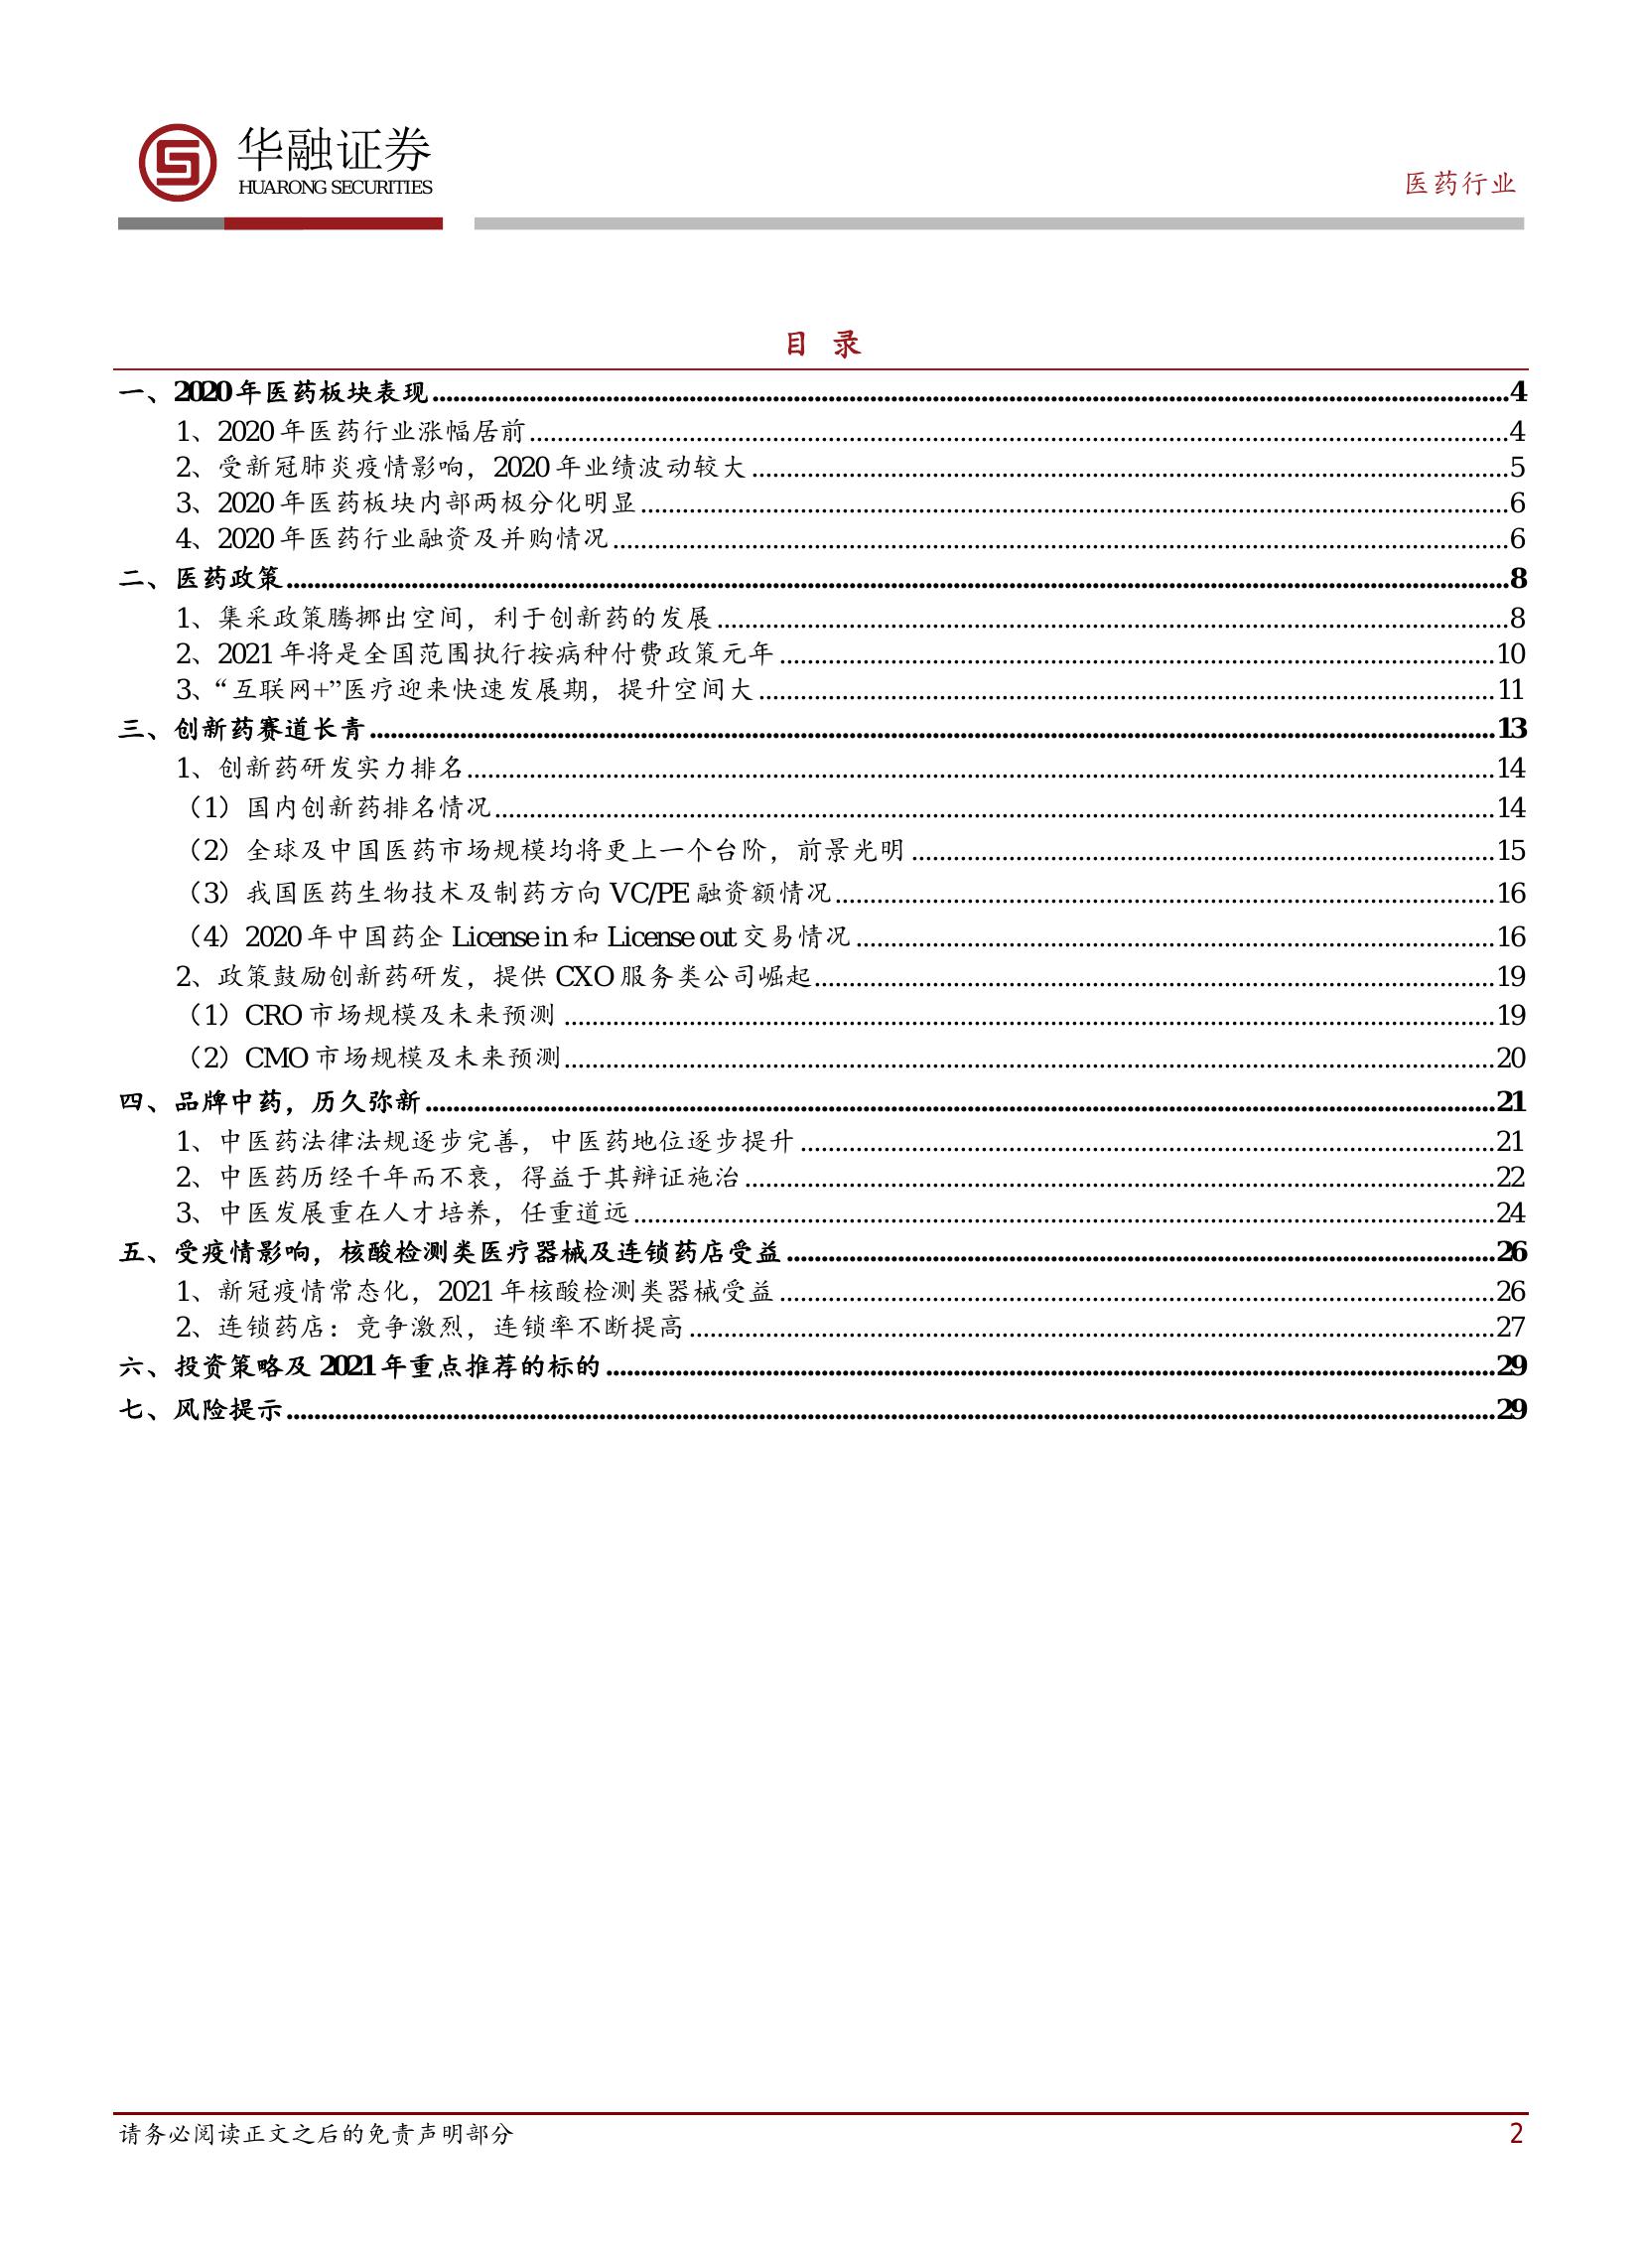 华融证券
HUARONG SECURITIES
医药行业
目 录
一、2020年医药板块表现........................4
1、2020 年医药行业涨幅居前........................4
2、受新冠肺炎疫情影响，2020 年业绩波动较大........................5
3、2020 年医药板块内部两极分化明显........................6
4、2020 年医药行业融资及并购情况........................6
二、医药政策........................8
1、集采政策腾挪出空间，利于创新药的发展........................8
2、2021 年将是全国范围执行按病种付费政策元年........................10
3、“互联网+”医疗迎来快速发展期，提升空间大........................11
三、创新药赛道长青........................13
1、创新药研发实力排名........................14
（1）国内创新药排名情况........................14
（2）全球及中国医药市场规模均将更上一个台阶，前景光明........................15
（3）我国医药生物技术及制药方向 VC/PE 融资额情况........................16
（4）2020 年中国药企 License in 和 License out 交易情况........................16
2、政策鼓励创新药研发，提供 CXO 服务类公司崛起........................19
（1）CRO 市场规模及未来预测........................19
（2）CMO 市场规模及未来预测........................20
四、品牌中药，历久弥新........................21
1、中医药法律法规逐步完善，中医药地位逐步提升........................21
2、中医药历经千年而不衰，得益于其辩证施治........................22
3、中医发展重在人才培养，任重道远........................24
五、受疫情影响，核酸检测类医疗器械及连锁药店受益........................26
1、新冠疫情常态化，2021 年核酸检测类器械受益........................26
2、连锁药店：竞争激烈，连锁率不断提高........................27
六、投资策略及 2021 年重点推荐的标的........................29
七、风险提示........................29
请务必阅读正文之后的免责声明部分
2